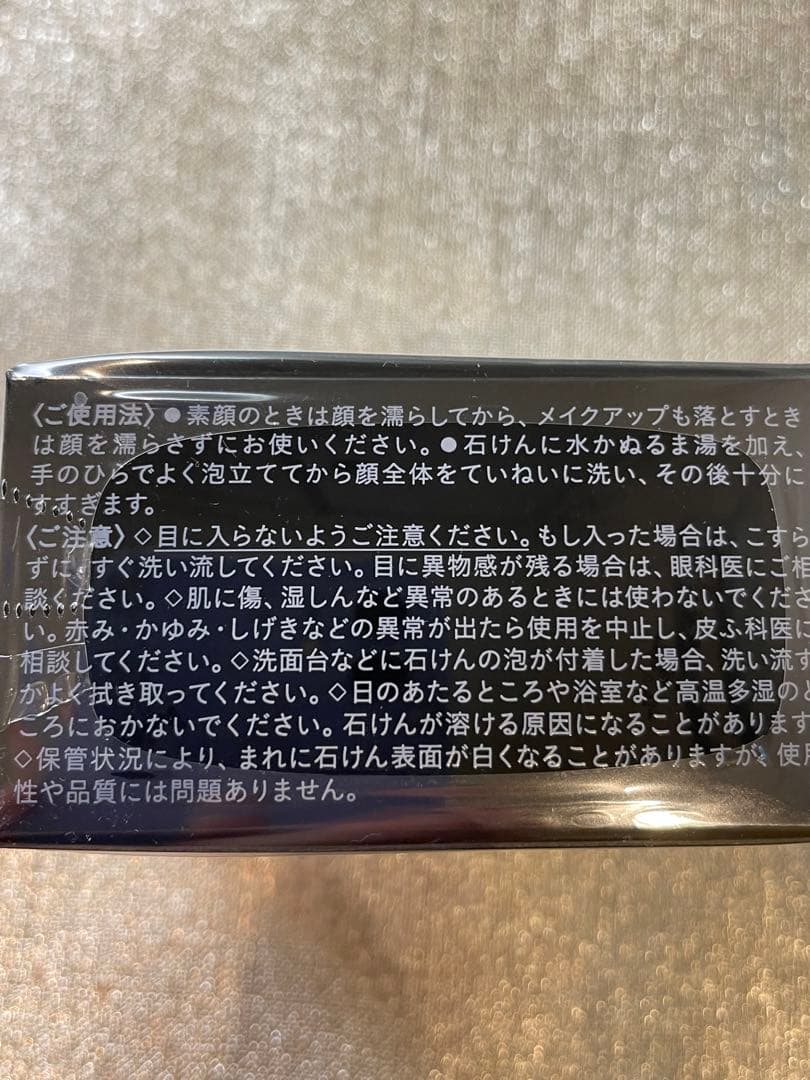 〈ご使用法〉●素顔のときは顔を濡らしてから、メイクアップも落とすとき
は顔を濡らさずにお使いください。●石けんに水かぬるま湯を加え、
手のひらでよく泡立ててから顔全体をていねいに洗い、その後十分に
すすぎます。
〈ご注意〉◇目に入らないようご注意ください。もし入った場合は、こすら
ずに、すぐ洗い流してください。目に異物感が残る場合は、眼科医にご相
談ください。◇肌に傷、湿しんなど異常のあるときには使わないでくださ
い。赤み・かゆみ・しげきなどの異常が出たら使用を中止し、皮ふ科医に
相談してください。◇洗面台などに石けんの泡が付着した場合、洗い流す
かよく拭き取ってください。◇日のあたるところや浴室など高温多湿の
ころにおかないでください。石けんが溶ける原因になることがあります
◇保管状況により、まれに石けん表面が白くなることがありますが、使用
性や品質には問題ありません。